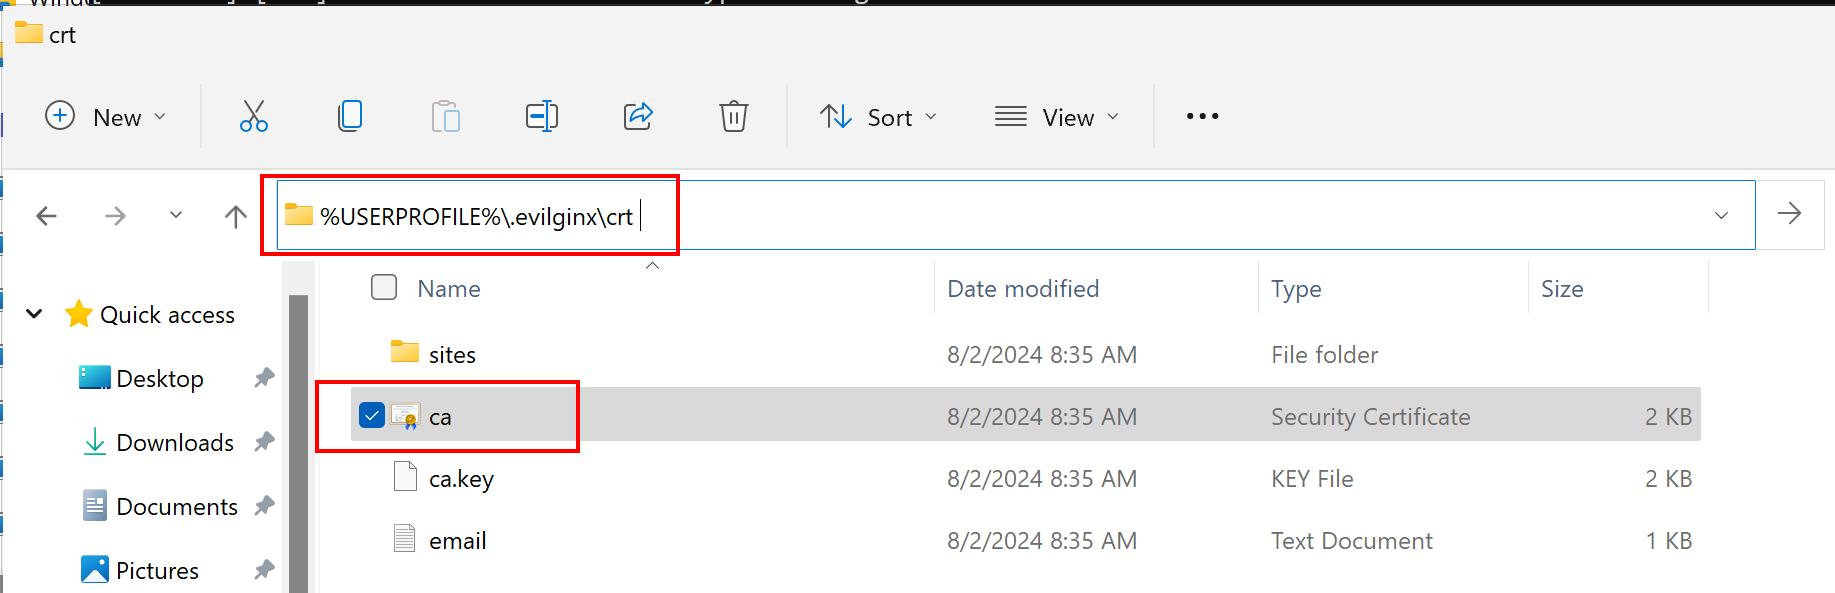 crt
New
Sort
View
%USERPROFILE%\.evilginx\crt
Name Date modified Type Size
Quick access
sites 8/2/2024 8:35 AM File folder
Desktop
ca 8/2/2024 8:35 AM Security Certificate 2 KB
Downloads
ca.key 8/2/2024 8:35 AM KEY File 2 KB
Documents
email 8/2/2024 8:35 AM Text Document 1 KB
Pictures